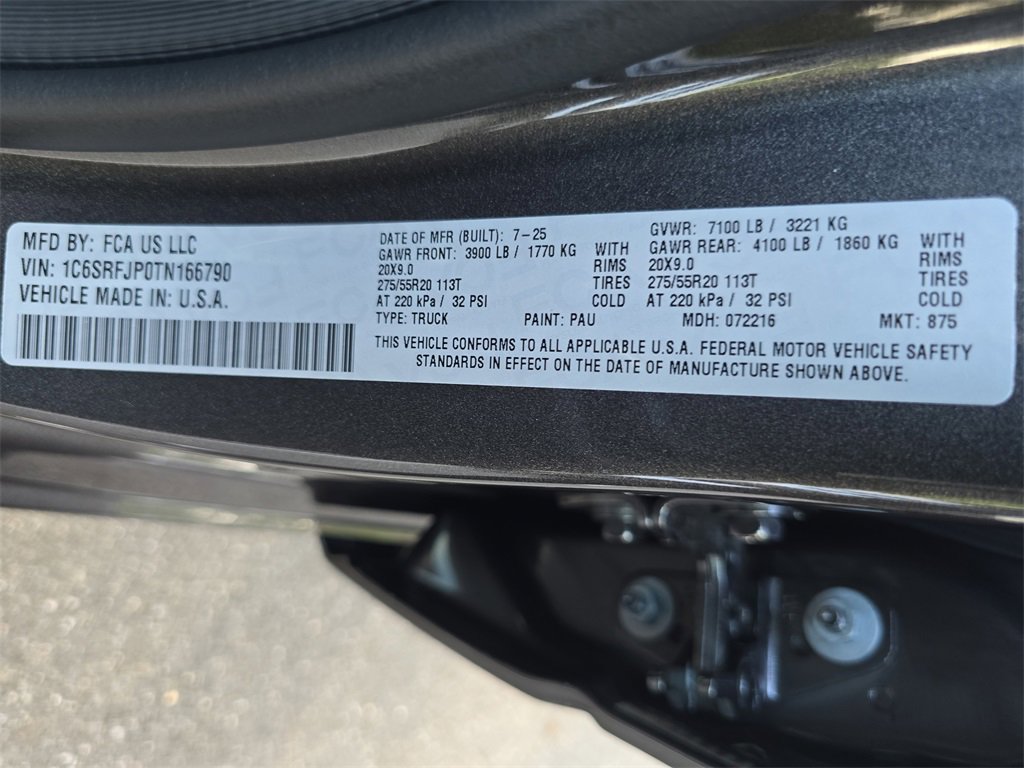 MFD BY: FCA US LLC
VIN: 1C6SRFJP0TN166790
VEHICLE MADE IN: U.S.A.
DATE OF MFR (BUILT): 7-25
GAWR FRONT: 3900 LB / 1770 KG WITH
20X9.0 RIMS
275/55R20 113T TIRES
AT 220 kPa / 32 PSI COLD
GVWR: 7100 LB / 3221 KG
GAWR REAR: 4100 LB / 1860 KG WITH
20X9.0 RIMS
275/55R20 113T TIRES
AT 220 kPa / 32 PSI COLD
TYPE: TRUCK PAINT: PAU MDH: 072216 MKT: 875
THIS VEHICLE CONFORMS TO ALL APPLICABLE U.S.A. FEDERAL MOTOR VEHICLE SAFETY
STANDARDS IN EFFECT ON THE DATE OF MANUFACTURE SHOWN ABOVE.